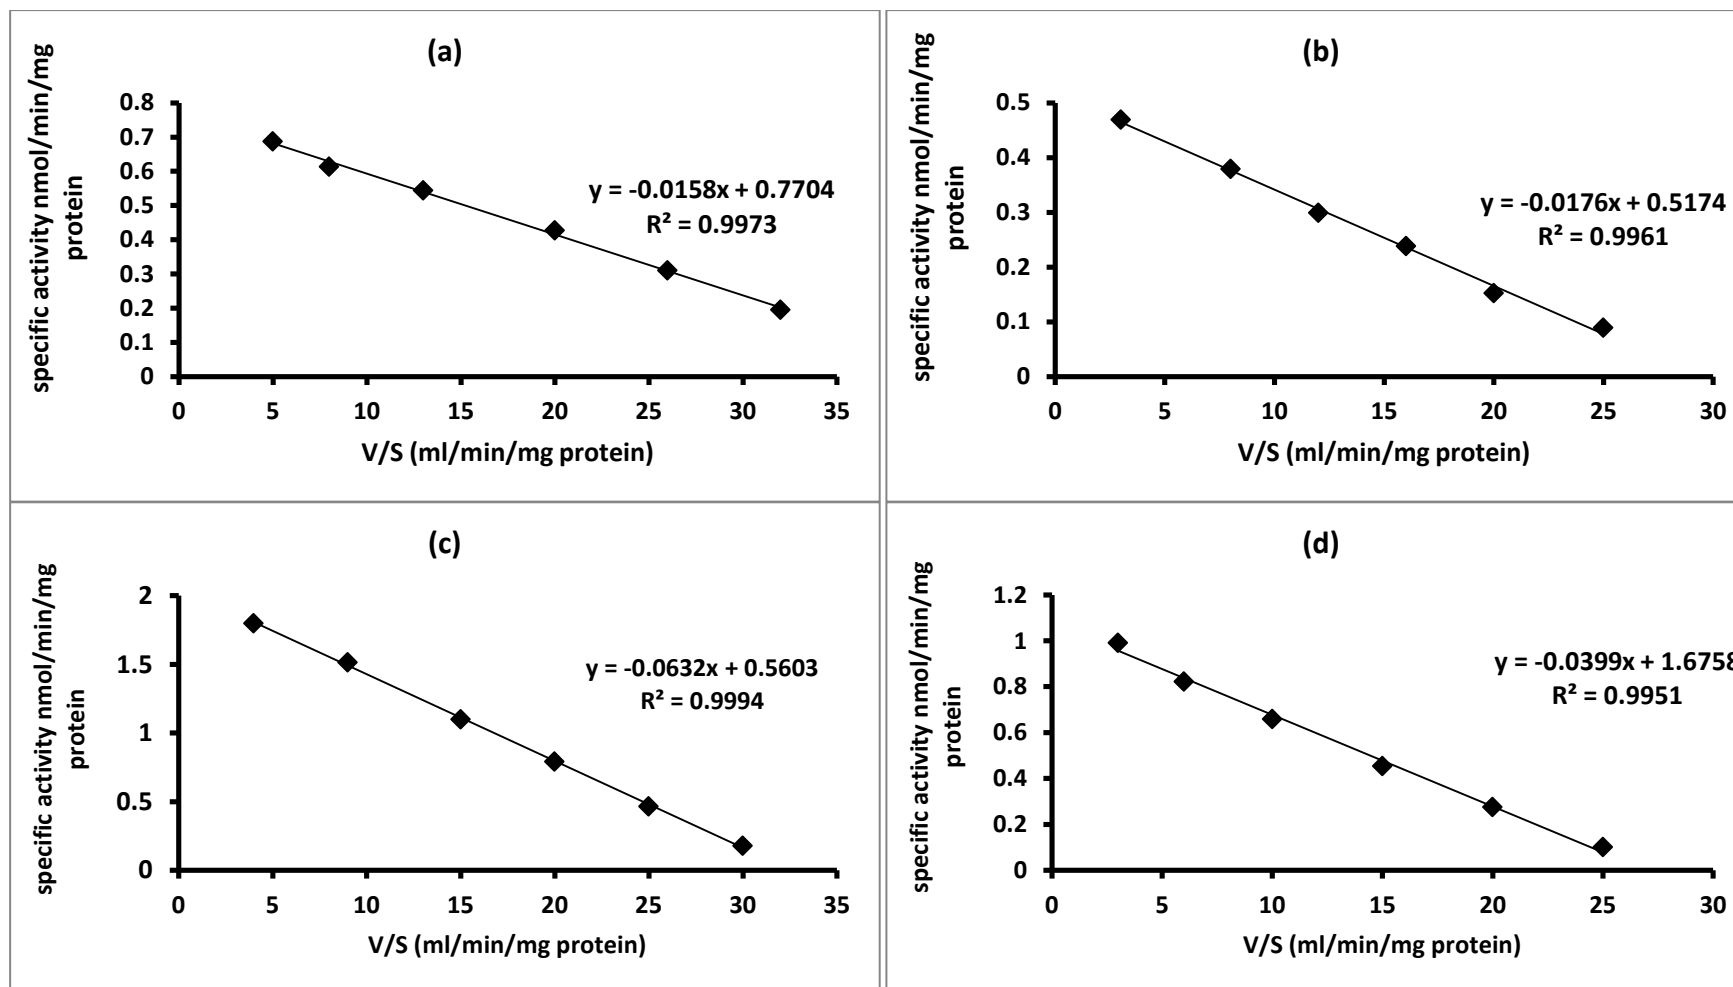 (a)
specific activity nmol/min/mg
protein
0.8
0.7
0.6
0.5
0.4
0.3
0.2
0.1
0
y = -0.0158x + 0.7704
R² = 0.9973
0 5 10 15 20 25 30 35
V/S (ml/min/mg protein)
(b)
specific activity nmol/min/mg
protein
0.5
0.4
0.3
0.2
0.1
0
y = -0.0176x + 0.5174
R² = 0.9961
0 5 10 15 20 25 30
V/S (ml/min/mg protein)
(c)
specific activity nmol/min/mg
protein
2
1.5
1
0.5
0
y = -0.0632x + 0.5603
R² = 0.9994
0 5 10 15 20 25 30 35
V/S (ml/min/mg protein)
(d)
specific activity nmol/min/mg
protein
1.2
1
0.8
0.6
0.4
0.2
0
y = -0.0399x + 1.6758
R² = 0.9951
0 5 10 15 20 25 30
V/S (ml/min/mg protein)